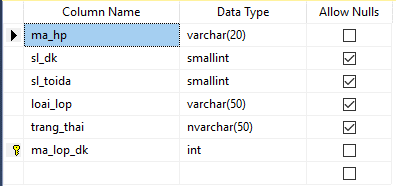 Column Name Data Type Allow Nulls
ma_hp varchar(20)
sl_dk smallint
sl_toida smallint
loai_lop varchar(50)
trang_thai nvarchar(50)
ma_lop_dk int